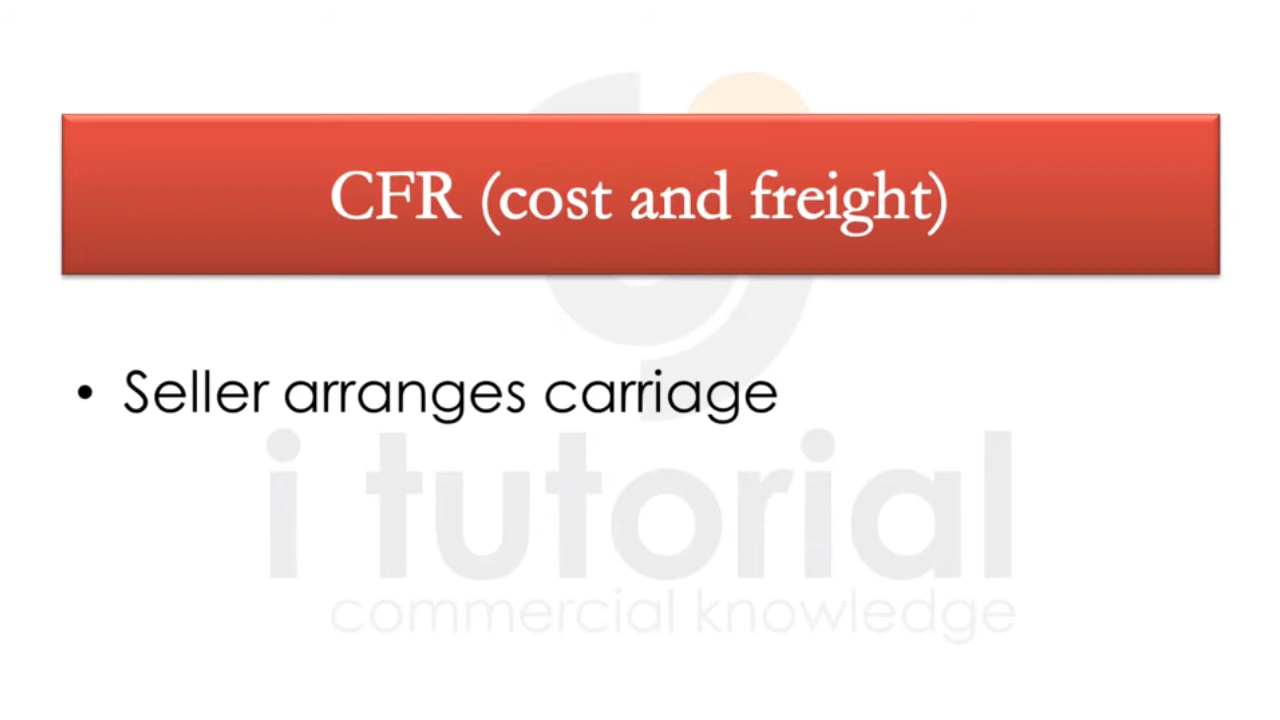 CFR (cost and freight)
• Seller arranges carriage
i tutorial
commercial knowledge